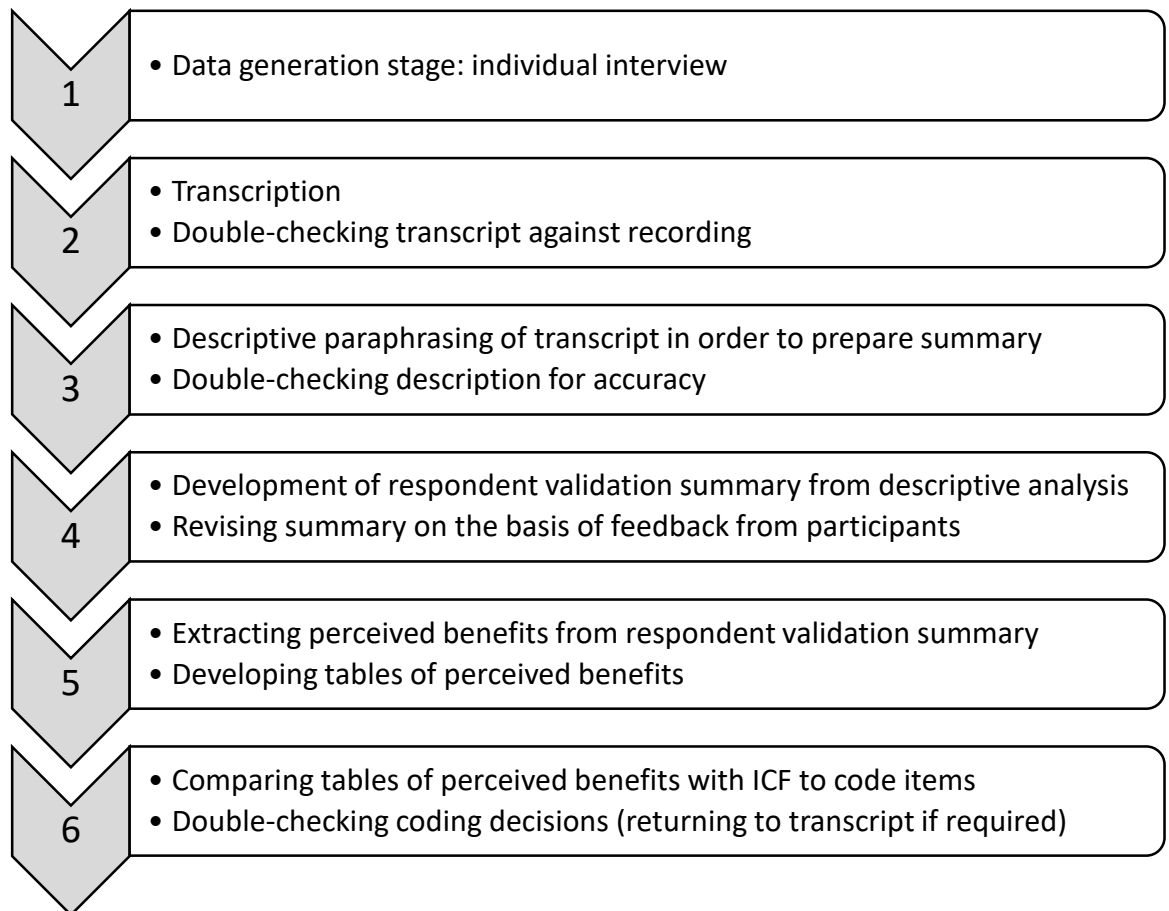 1
• Data generation stage: individual interview
2
• Transcription
• Double-checking transcript against recording
3
• Descriptive paraphrasing of transcript in order to prepare summary
• Double-checking description for accuracy
4
• Development of respondent validation summary from descriptive analysis
• Revising summary on the basis of feedback from participants
5
• Extracting perceived benefits from respondent validation summary
• Developing tables of perceived benefits
6
• Comparing tables of perceived benefits with ICF to code items
• Double-checking coding decisions (returning to transcript if required)